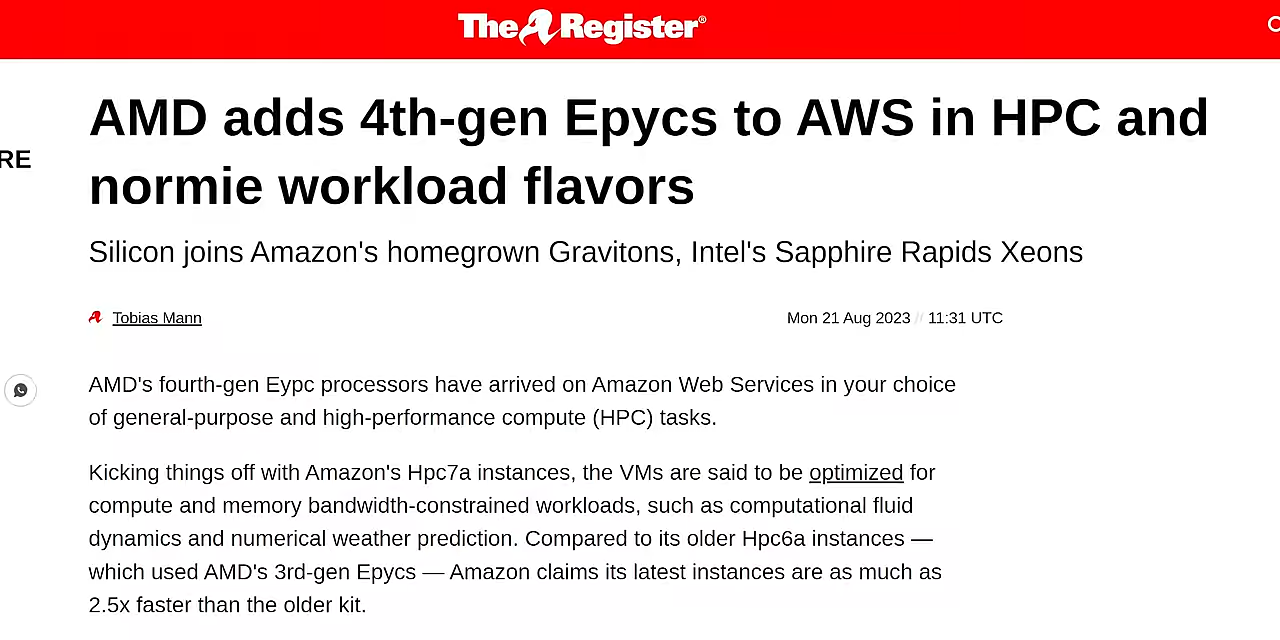 The Register®
AMD adds 4th-gen Epycs to AWS in HPC and
RE
normie workload flavors
Silicon joins Amazon's homegrown Gravitons, Intel's Sapphire Rapids Xeons
Tobias Mann
Mon 21 Aug 2023 // 11:31 UTC
AMD's fourth-gen Eypc processors have arrived on Amazon Web Services in your choice
of general-purpose and high-performance compute (HPC) tasks.
Kicking things off with Amazon's Hpc7a instances, the VMs are said to be optimized for
compute and memory bandwidth-constrained workloads, such as computational fluid
dynamics and numerical weather prediction. Compared to its older Hpc6a instances —
which used AMD's 3rd-gen Epycs — Amazon claims its latest instances are as much as
2.5x faster than the older kit.